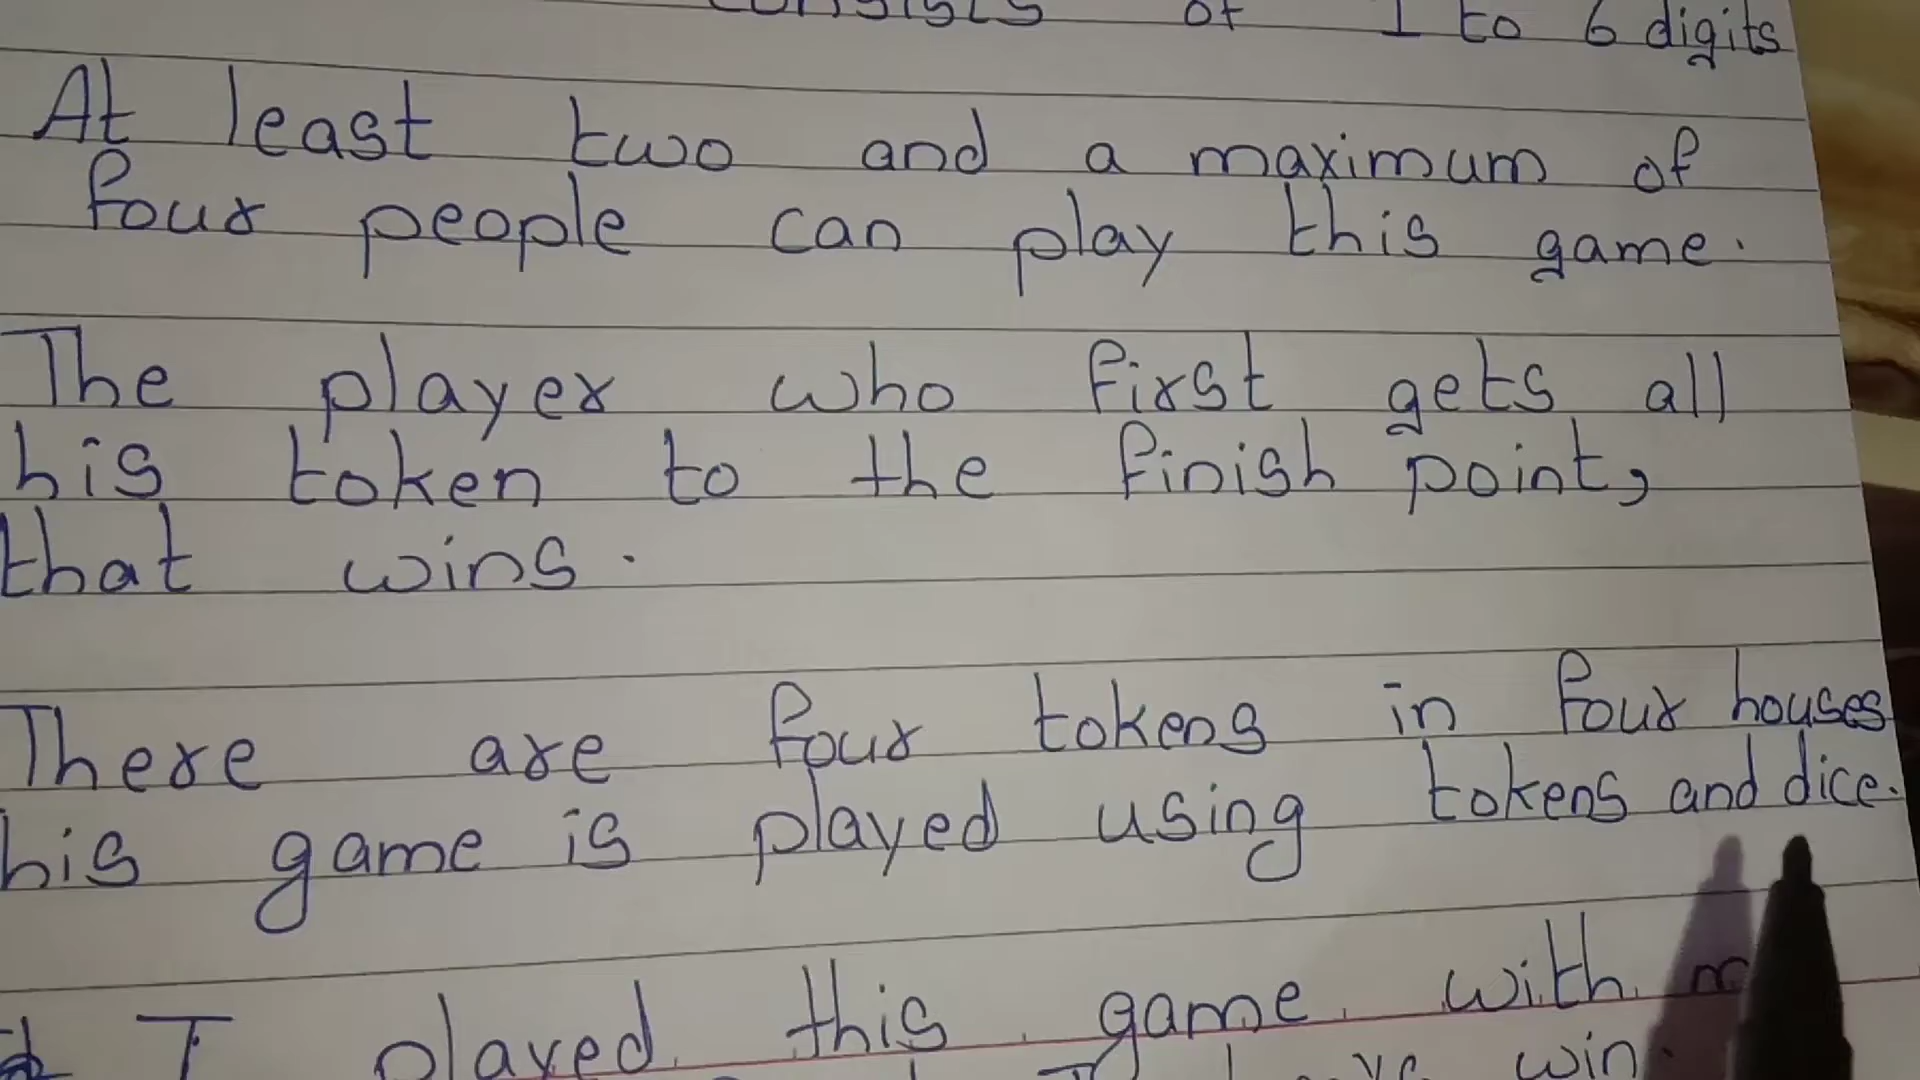 consists of 1 to 6 digits
At least two and a maximum of
four people can play this game.
The player who first gets all
his token to the finish point,
that wins.
There are four tokens in four houses
his game is played using tokens and dice.
I played this game with
win.